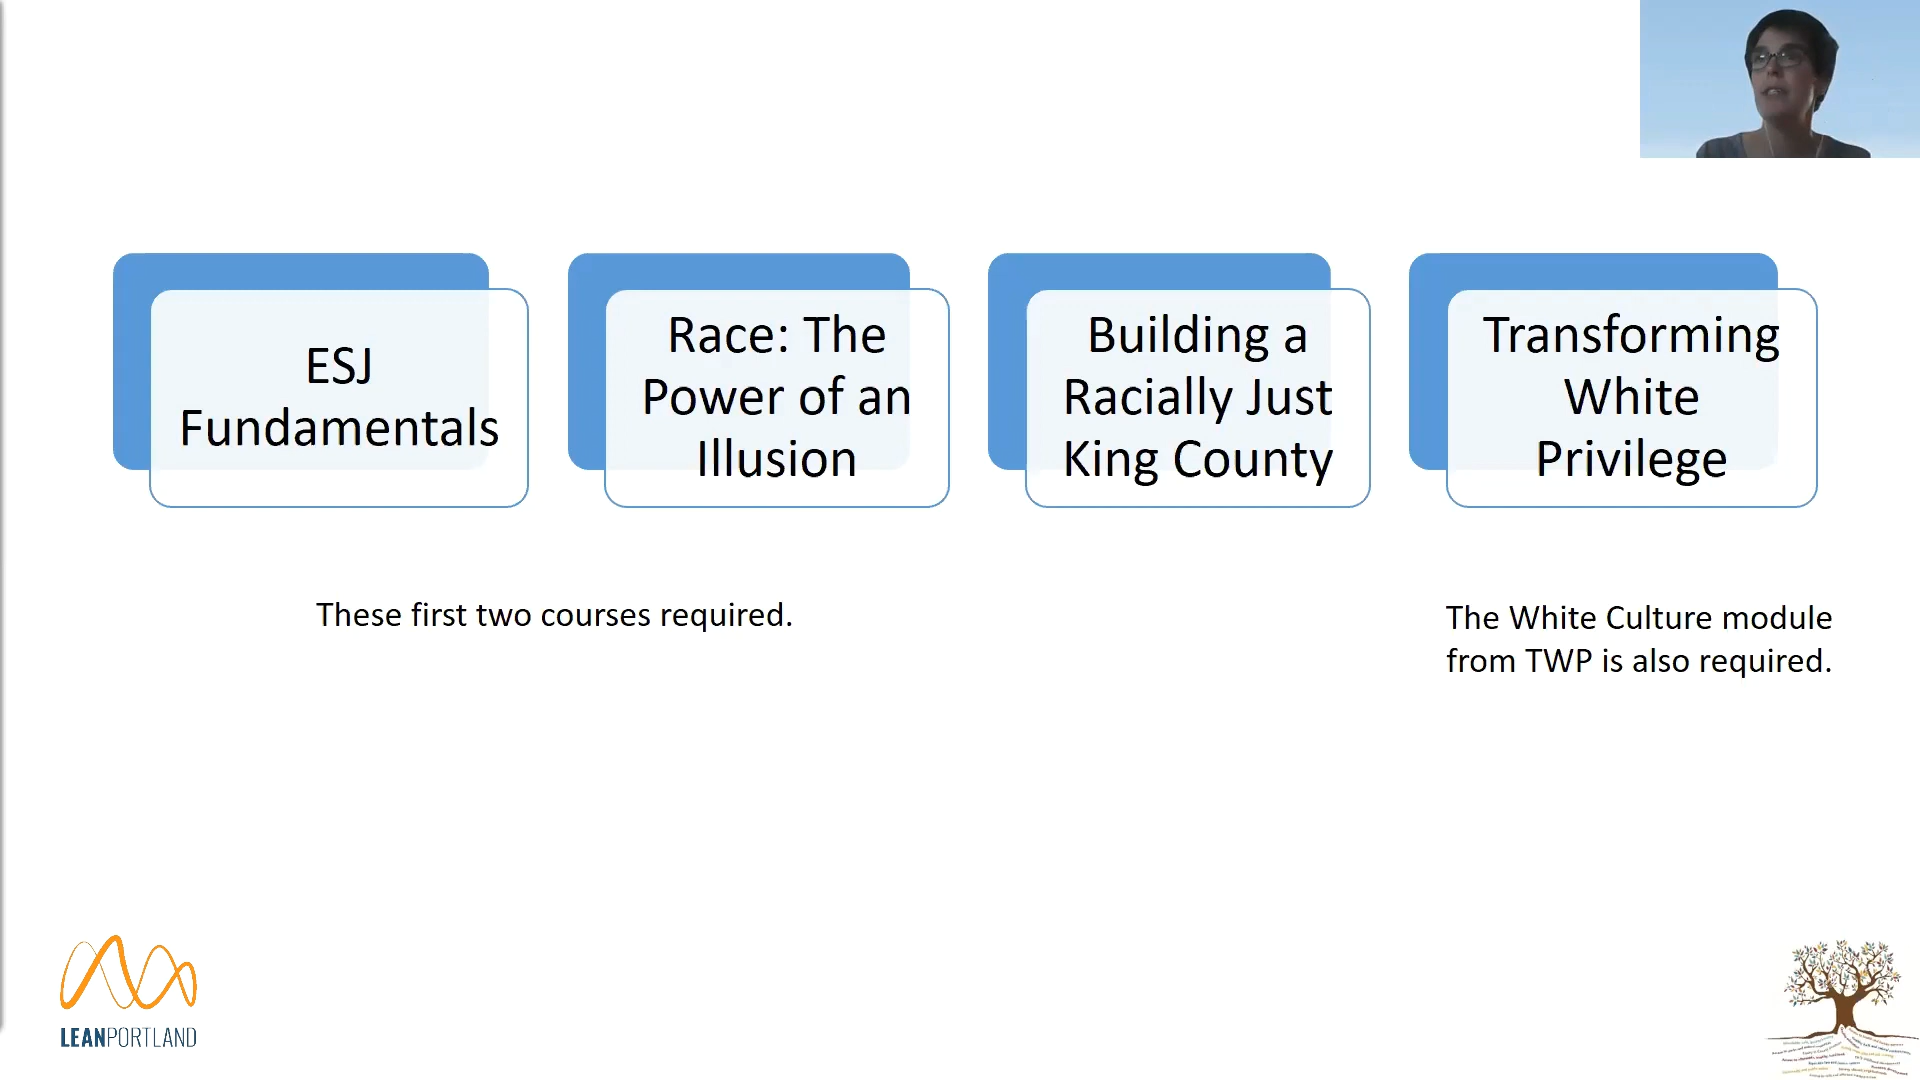 ESJ
Fundamentals
Race: The
Power of an
Illusion
Building a
Racially Just
King County
Transforming
White
Privilege
These first two courses required.
The White Culture module
from TWP is also required.
LEANPORTLAND